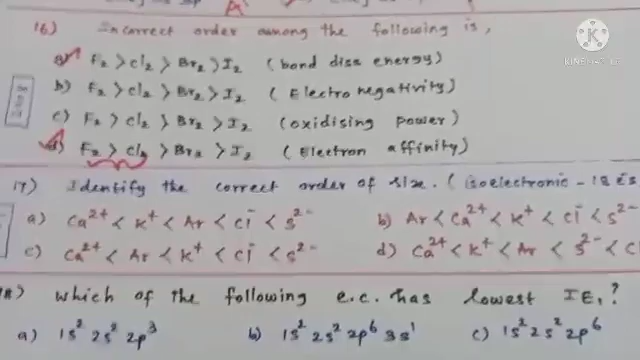 16) Incorrect order among the following is,
a) F₂ > Cl₂ > Br₂ > I₂ (bond diss energy)
b) F₂ > Cl₂ > Br₂ > I₂ (Electronegativity)
c) F₂ > Cl₂ > Br₂ > I₂ (oxidising power)
d) F₂ > Cl₂ > Br₂ > I₂ (Electron affinity)
17) Identify the correct order of size. (isoelectronic - 18 es
a) Ca²⁺ < K⁺ < Ar < Cl⁻ < S²⁻ b) Ar < Ca²⁺ < K⁺ < Cl⁻ < S²⁻
c) Ca²⁺ < Ar < K⁺ < Cl⁻ < S²⁻ d) Ca²⁺ < K⁺ < Ar < S²⁻ < Cl
18) which of the following e.c. has lowest IE₁?
a) 1s² 2s² 2p³ b) 1s² 2s² 2p⁶ 3s¹ c) 1s² 2s² 2p⁶